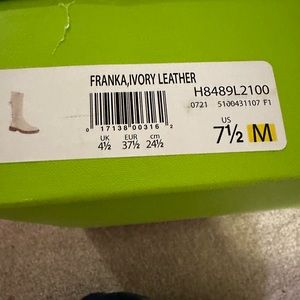 FRANKA,IVORY LEATHER
H8489L2100
0721 5100431107 F1
0 17138 00316 2
UK EUR cm
4½ 37½ 24½
US
7½ M